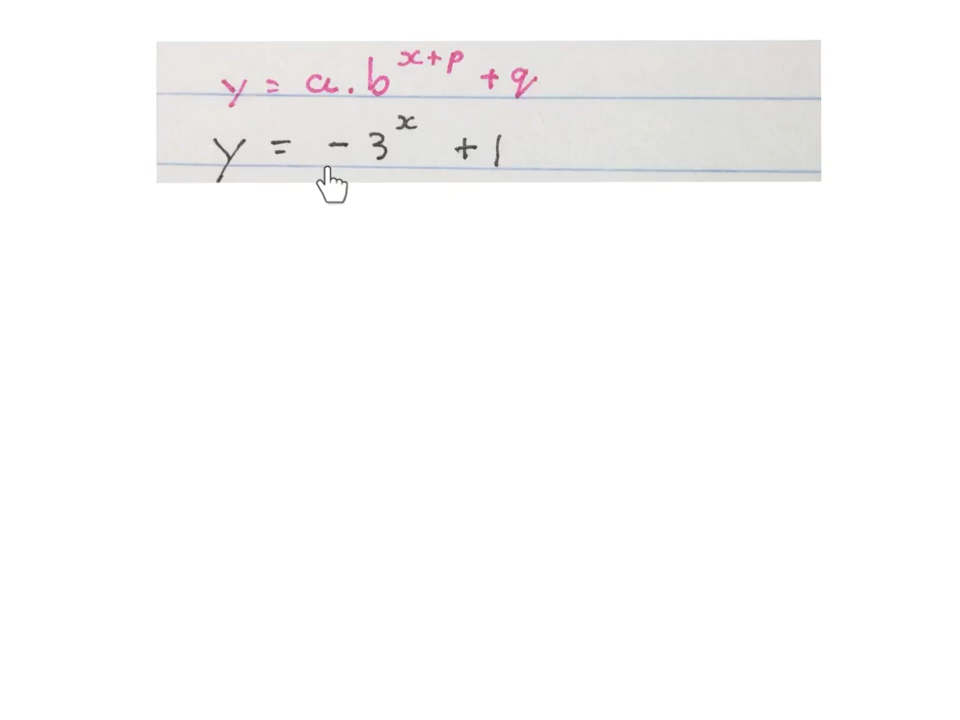 y = a.b^{x+p} + q
y = -3^x + 1